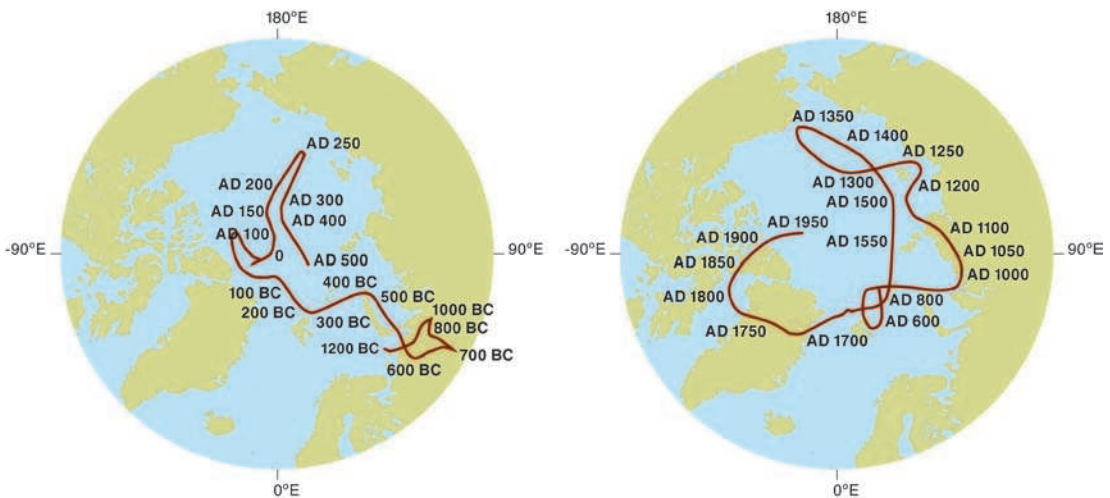 180°E
AD 250
AD 200
AD 300
AD 150
AD 400
AD 100
-90°E
0
90°E
AD 500
400 BC
100 BC
500 BC
200 BC
1000 BC
300 BC
800 BC
1200 BC
700 BC
600 BC
0°E
180°E
AD 1350
AD 1400
AD 1250
AD 1300
AD 1200
AD 1500
AD 1950
AD 1100
AD 1900
AD 1550
-90°E
AD 1050
90°E
AD 1850
AD 1000
AD 1800
AD 800
AD 600
AD 1750
AD 1700
0°E